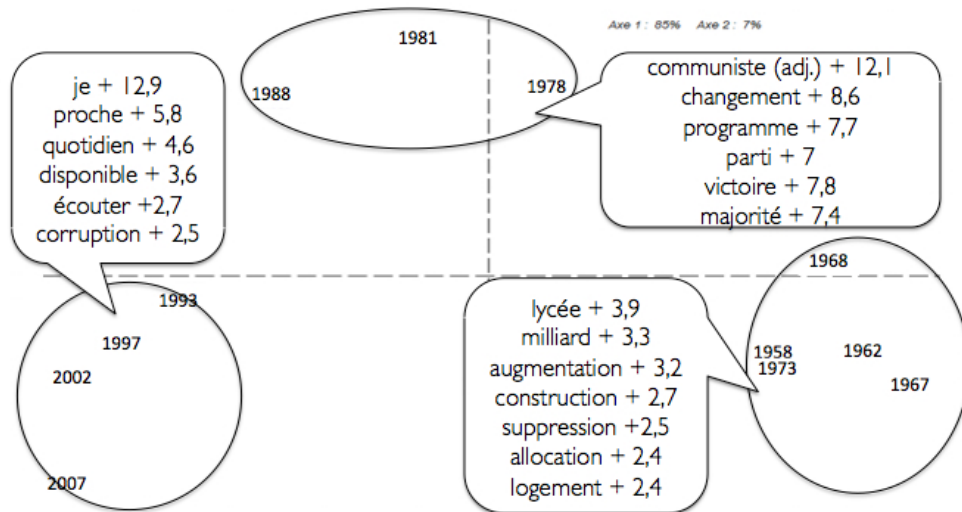 Axe 1 : 85% Axe 2 : 7%
1981
1988
1978
je + 12,9
proche + 5,8
quotidien + 4,6
disponible + 3,6
écouter +2,7
corruption + 2,5
communiste (adj.) + 12,1
changement + 8,6
programme + 7,7
parti + 7
victoire + 7,8
majorité + 7,4
1993
1997
2002
2007
lycée + 3,9
milliard + 3,3
augmentation + 3,2
construction + 2,7
suppression +2,5
allocation + 2,4
logement + 2,4
1968
1958
1973
1962
1967